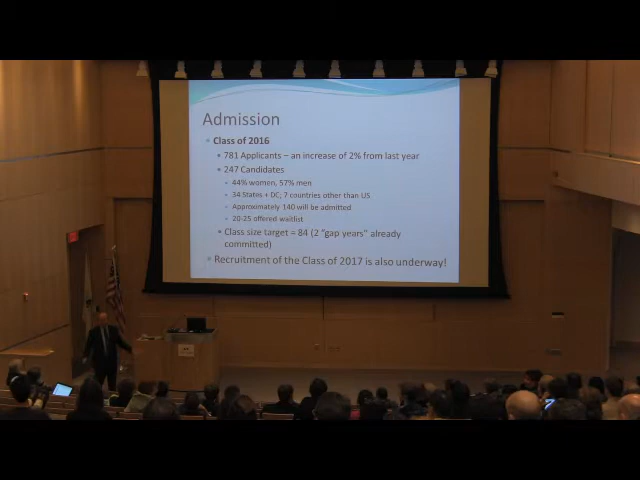 Admission
Class of 2016
781 Applicants – an increase of 2% from last year
247 Candidates
44% women, 57% men
34 States + DC; 7 countries other than US
Approximately 140 will be admitted
20-25 offered waitlist
Class size target = 84 (2 "gap years" already
committed)
Recruitment of the Class of 2017 is also underway!